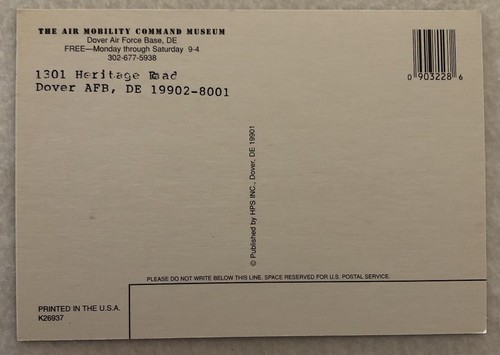 THE AIR MOBILITY COMMAND MUSEUM
Dover Air Force Base, DE
FREE—Monday through Saturday 9-4
302-677-5938
1301 Heritage Road
Dover AFB, DE 19902-8001
0 903228 6
© Published by HPS INC., Dover, DE 19901
PLEASE DO NOT WRITE BELOW THIS LINE. SPACE RESERVED FOR U.S. POSTAL SERVICE.
PRINTED IN THE U.S.A.
K26937